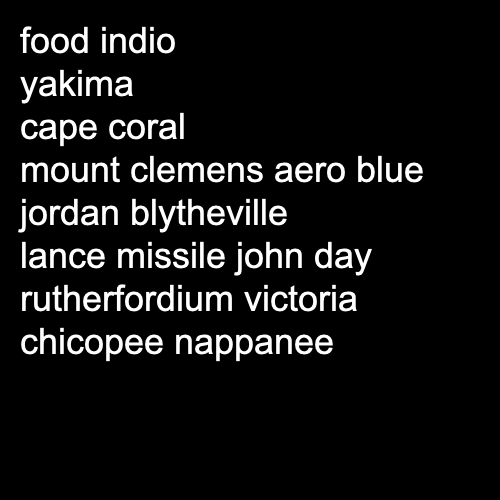 food indio
yakima
cape coral
mount clemens aero blue
jordan blytheville
lance missile john day
rutherfordium victoria
chicopee nappanee